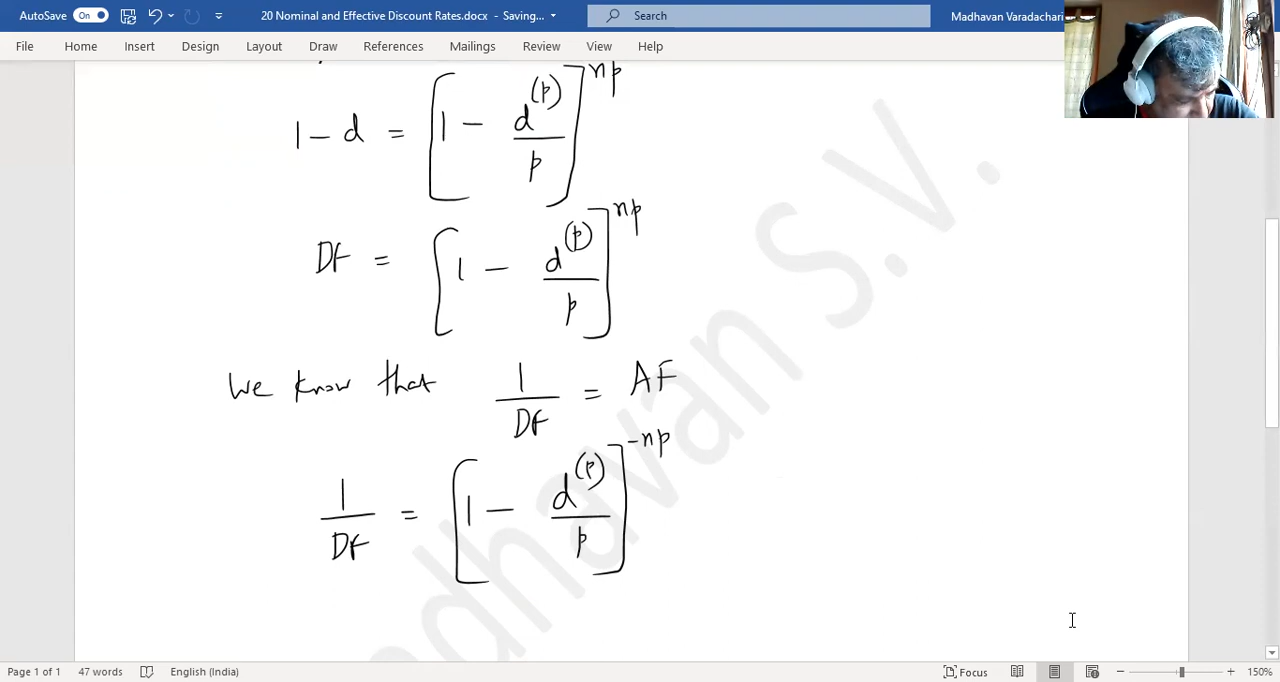 AutoSave On 20 Nominal and Effective Discount Rates.docx - Saving... Search Madhavan Varadachari
File Home Insert Design Layout Draw References Mailings Review View Help
1 - d = [1 - d^(p)/p]^np
DF = [1 - d^(p)/p]^np
We know that 1/DF = AF
1/DF = [1 - d^(p)/p]^-np
adhavan S.V.
Page 1 of 1 47 words English (India) Focus 150%